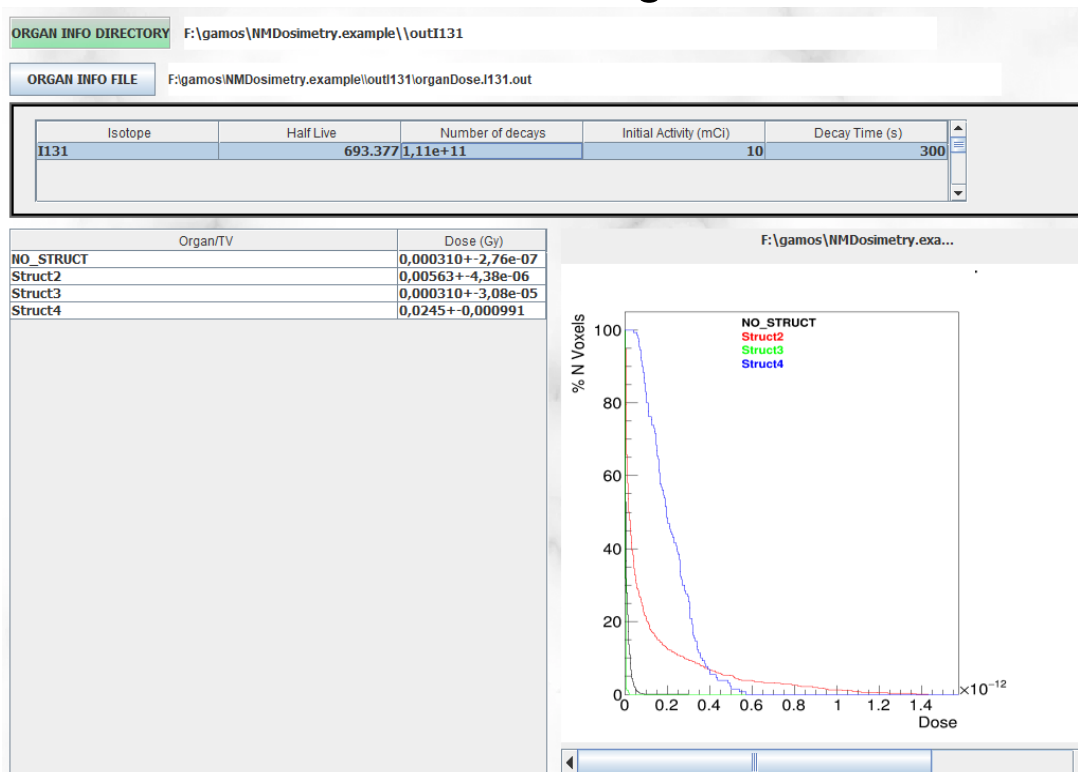 ORGAN INFO DIRECTORY F:\gamos\NMDosimetry.example\\outI131
ORGAN INFO FILE F:\gamos\NMDosimetry.example\\outI131\organDose.I131.out
Isotope Half Live Number of decays Initial Activity (mCi) Decay Time (s)
I131 693.377 1,11e+11 10 300
Organ/TV Dose (Gy)
NO_STRUCT 0,000310+-2,76e-07
Struct2 0,00563+-4,38e-06
Struct3 0,000310+-3,08e-05
Struct4 0,0245+-0,000991
F:\gamos\NMDosimetry.exa...
% N Voxels
100
80
60
40
20
0
NO_STRUCT
Struct2
Struct3
Struct4
0 0.2 0.4 0.6 0.8 1 1.2 1.4 ×10⁻¹²
Dose